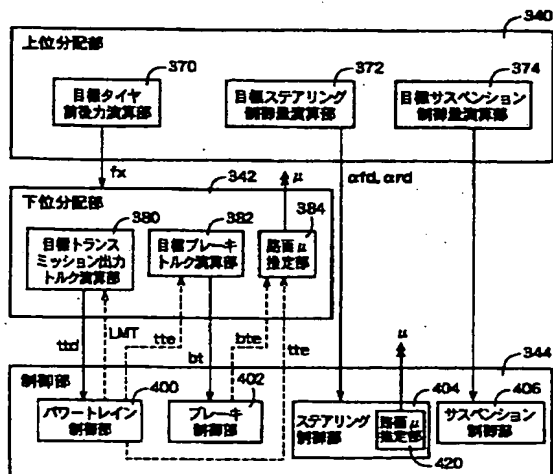 340
上位分配部
370
372
374
目標タイヤ
前後力演算部
目標ステアリング
制御量演算部
目標サスペンション
制御量演算部
fx
342
μ
αfd, αrd
下位分配部
380
382
384
目標トランス
ミッション出力
トルク演算部
目標ブレーキ
トルク演算部
路面μ
推定部
ttd
LMT
tte
bt
bte
tte
μ
344
制御部
400
402
404
406
パワートレイン
制御部
ブレーキ
制御部
ステアリング
制御部
路面μ
推定部
サスペンション
制御部
420